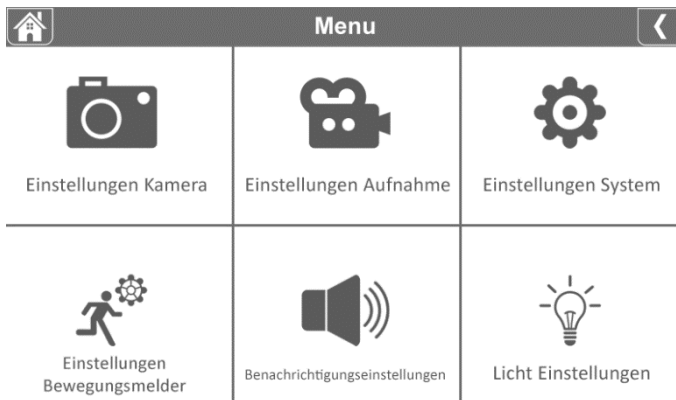 Menu
Einstellungen Kamera
Einstellungen Aufnahme
Einstellungen System
Einstellungen
Bewegungsmelder
Benachrichtigungseinstellungen
Licht Einstellungen